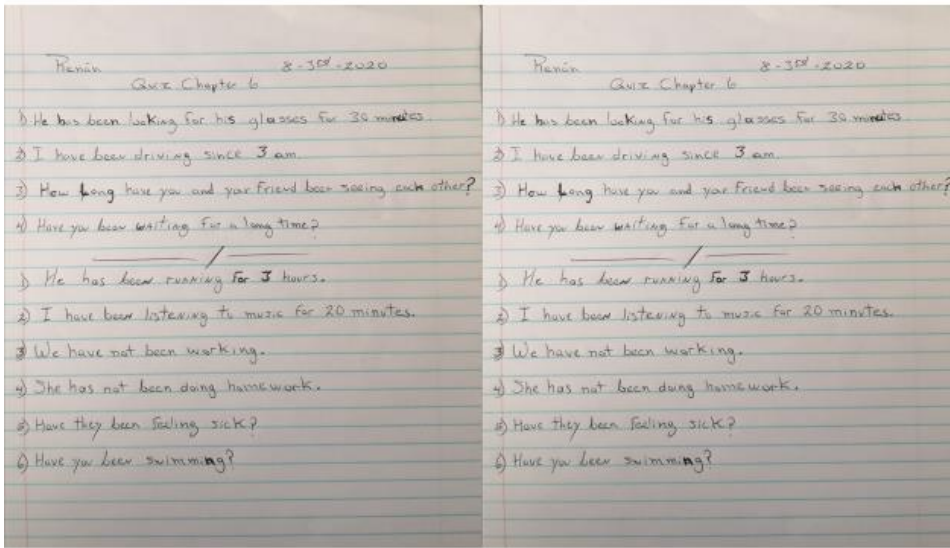 Renán 8-3rd-2020
Quiz Chapter 6
1) He has been looking for his glasses for 30 minutes.
2) I have been driving since 3 am.
3) How Long have you and your friend been seeing each other?
4) Have you been waiting for a long time?
1) He has been running for 3 hours.
2) I have been listening to music for 20 minutes.
3) We have not been working.
4) She has not been doing homework.
5) Have they been feeling sick?
6) Have you been swimming?
Renán 8-3rd-2020
Quiz Chapter 6
1) He has been looking for his glasses for 30 minutes.
2) I have been driving since 3 am.
3) How Long have you and your friend been seeing each other?
4) Have you been waiting for a long time?
1) He has been running for 3 hours.
2) I have been listening to music for 20 minutes.
3) We have not been working.
4) She has not been doing homework.
5) Have they been feeling sick?
6) Have you been swimming?